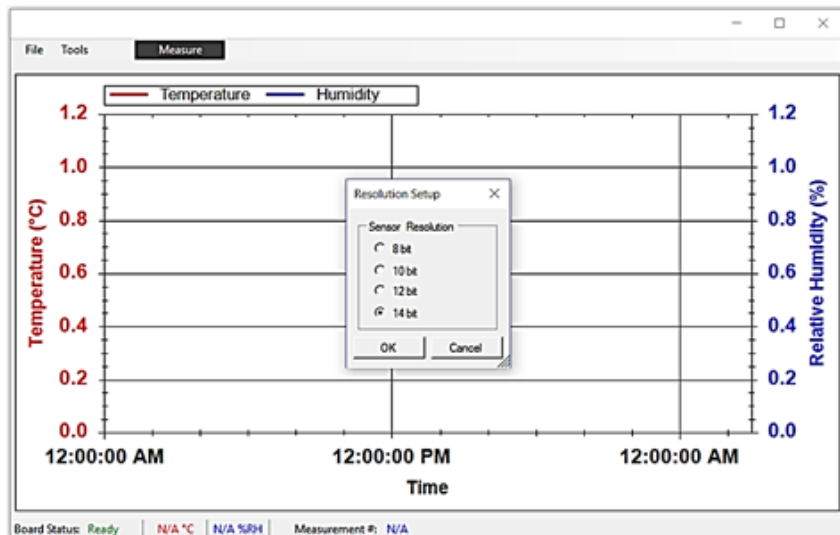 File Tools Measure
Temperature Humidity
1.2 1.2
1.0 1.0
0.8 0.8
0.6 0.6
0.4 0.4
0.2 0.2
0.0 0.0
Temperature (°C)
Relative Humidity (%)
Resolution Setup
Sensor Resolution
8 bit
10 bit
12 bit
14 bit
OK Cancel
12:00:00 AM 12:00:00 PM 12:00:00 AM
Time
Board Status: Ready N/A °C N/A %RH Measurement #: N/A